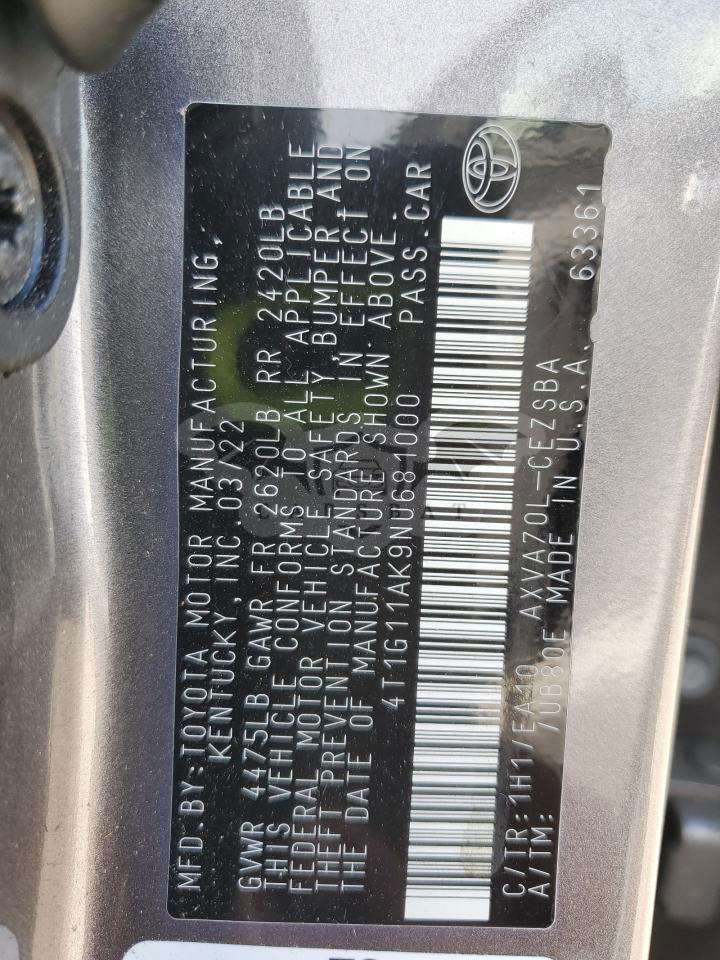 MFD.BY:TOYOTA MOTOR MANUFACTURING,
KENTUCKY,INC 03/22
GVWR 4475LB GAWR FR 2620LB RR 2420LB
THIS VEHICLE CONFORMS TO ALL APPLICABLE
FEDERAL MOTOR VEHICLE SAFETY, BUMPER AND
THEFT PREVENTION STANDARDS IN EFFECT ON
THE DATE OF MANUFACTURE SHOWN ABOVE.
4T1G11AK9NU681000 PASS.CAR
C/TR:1H1/EA40 AXVA70L-CEZSBA
A/TM: 7UB80E MADE IN U.S.A. 63361